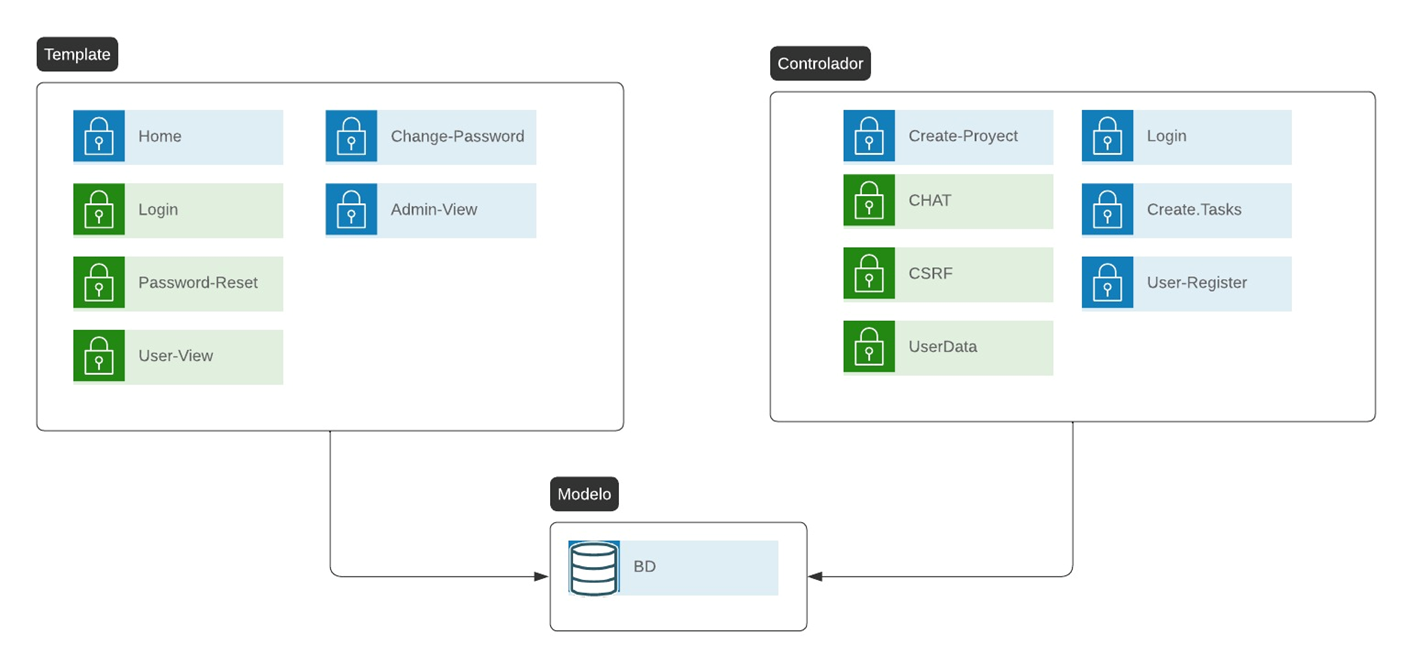 Template
Home
Change-Password
Login
Admin-View
Password-Reset
User-View
Controlador
Create-Proyect
Login
CHAT
Create.Tasks
CSRF
User-Register
UserData
Modelo
BD